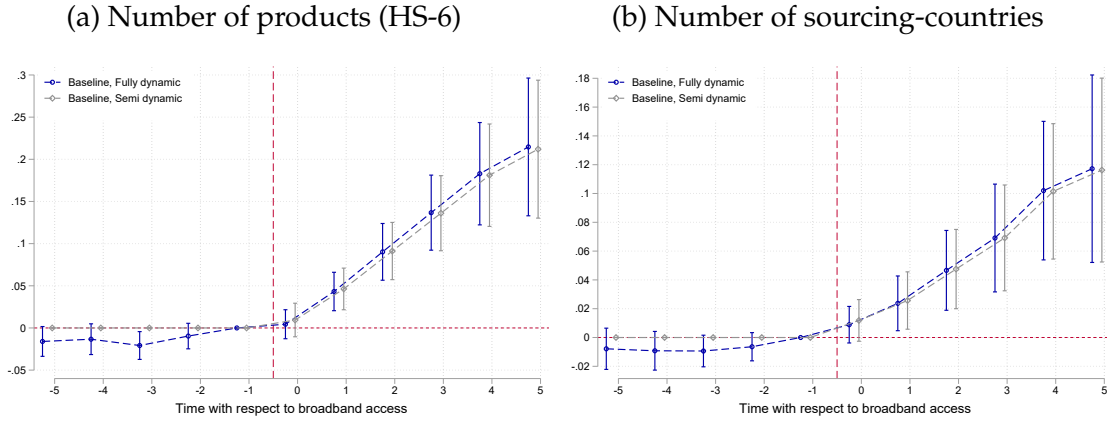 (a) Number of products (HS-6)
.3
.25
.2
.15
.1
.05
0
-.05
Baseline, Fully dynamic
Baseline, Semi dynamic
-5 -4 -3 -2 -1 0 1 2 3 4 5
Time with respect to broadband access
(b) Number of sourcing-countries
.18
.16
.14
.12
.1
.08
.06
.04
.02
0
-.02
Baseline, Fully dynamic
Baseline, Semi dynamic
-5 -4 -3 -2 -1 0 1 2 3 4 5
Time with respect to broadband access